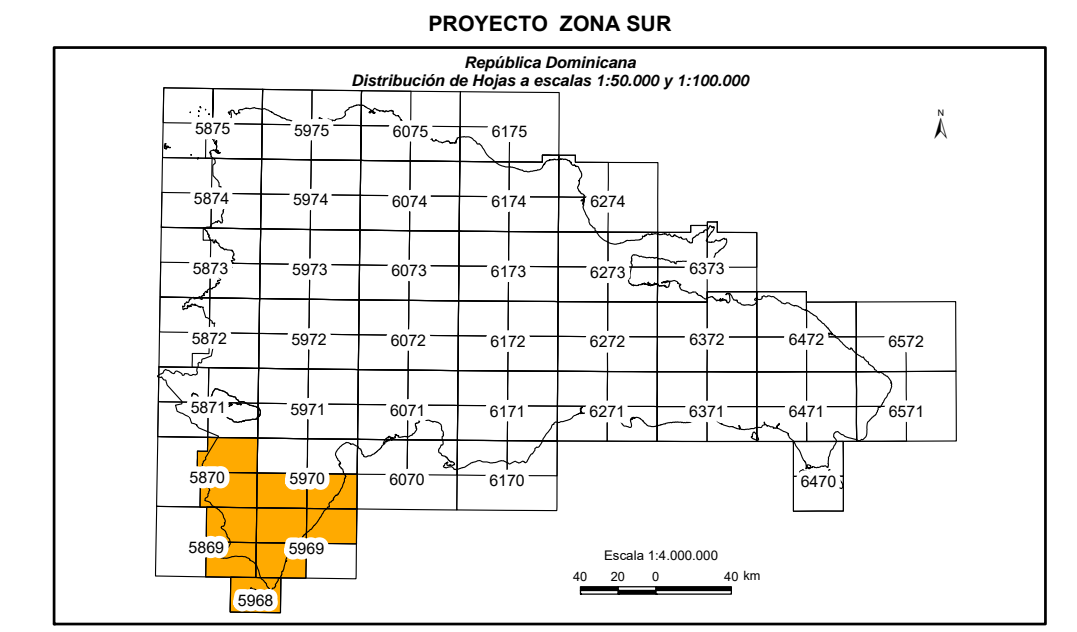 PROYECTO ZONA SUR
República Dominicana
Distribución de Hojas a escalas 1:50.000 y 1:100.000
N
5875 5975 6075 6175
5874 5974 6074 6174 6274
5873 5973 6073 6173 6273 6373
5872 5972 6072 6172 6272 6372 6472 6572
5871 5971 6071 6171 6271 6371 6471 6571
5870 5970 6070 6170 6470
5869 5969
Escala 1:4.000.000
40 20 0 40 km
5968